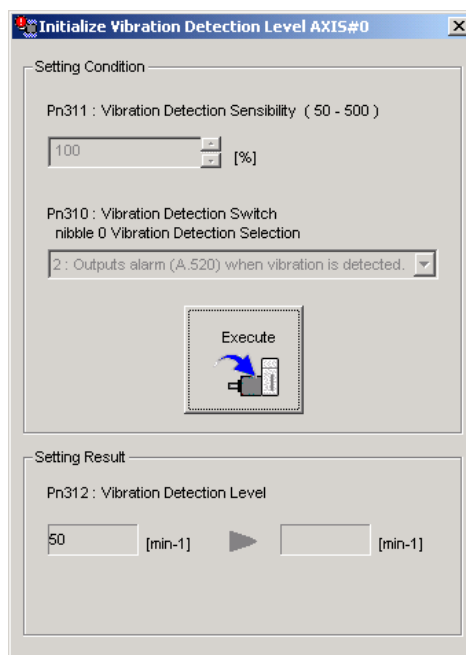 Initialize Vibration Detection Level AXIS#0
Setting Condition
Pn311 : Vibration Detection Sensibility ( 50 - 500 )
100
[%]
Pn310 : Vibration Detection Switch
nibble 0 Vibration Detection Selection
2 : Outputs alarm (A.520) when vibration is detected.
Execute
Setting Result
Pn312 : Vibration Detection Level
50 [min-1] [min-1]